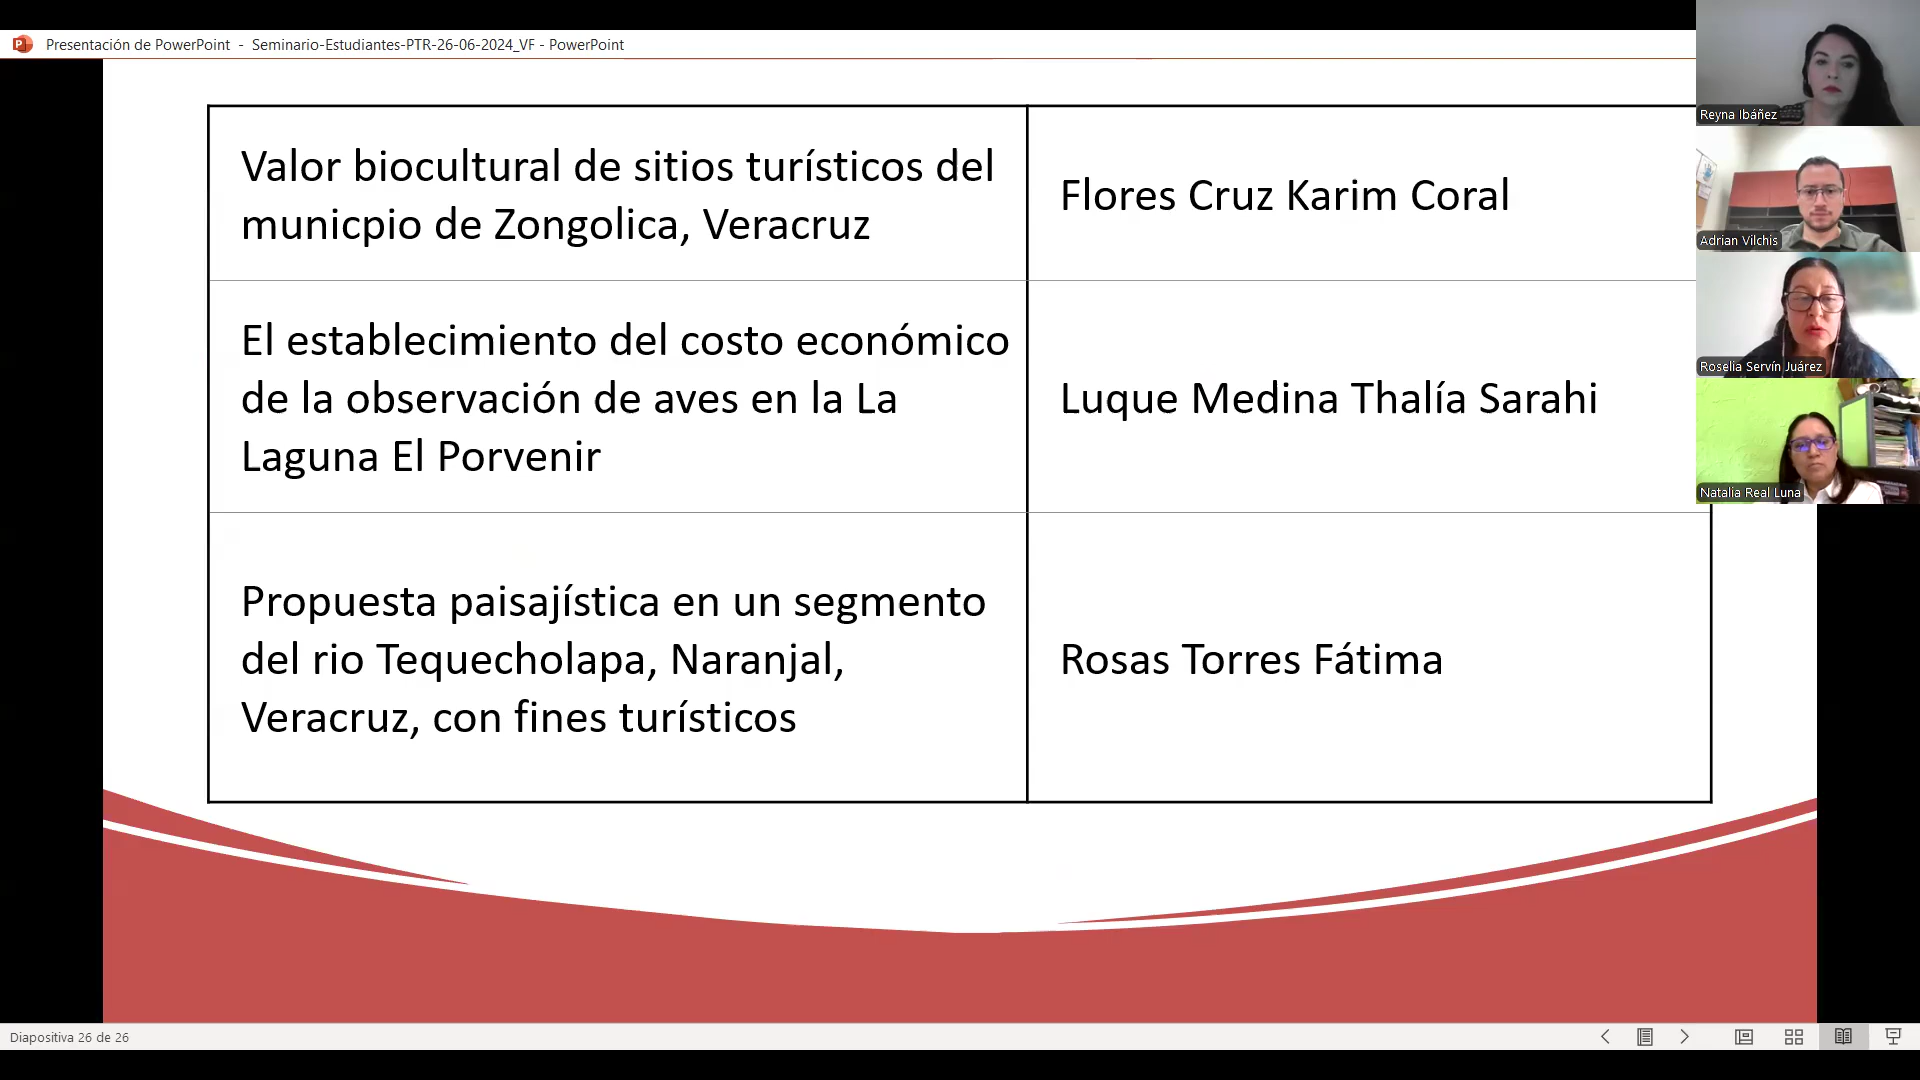 Presentación de PowerPoint - Seminario-Estudiantes-PTR-26-06-2024_VF - PowerPoint
Valor biocultural de sitios turísticos del
municpio de Zongolica, Veracruz
Flores Cruz Karim Coral
El establecimiento del costo económico
de la observación de aves en la La
Laguna El Porvenir
Luque Medina Thalía Sarahi
Propuesta paisajística en un segmento
del rio Tequecholapa, Naranjal,
Veracruz, con fines turísticos
Rosas Torres Fátima
Reyna Ibáñez
Adrian Vilchis
Roselia Servín Juárez
Natalia Real Luna
Diapositiva 26 de 26